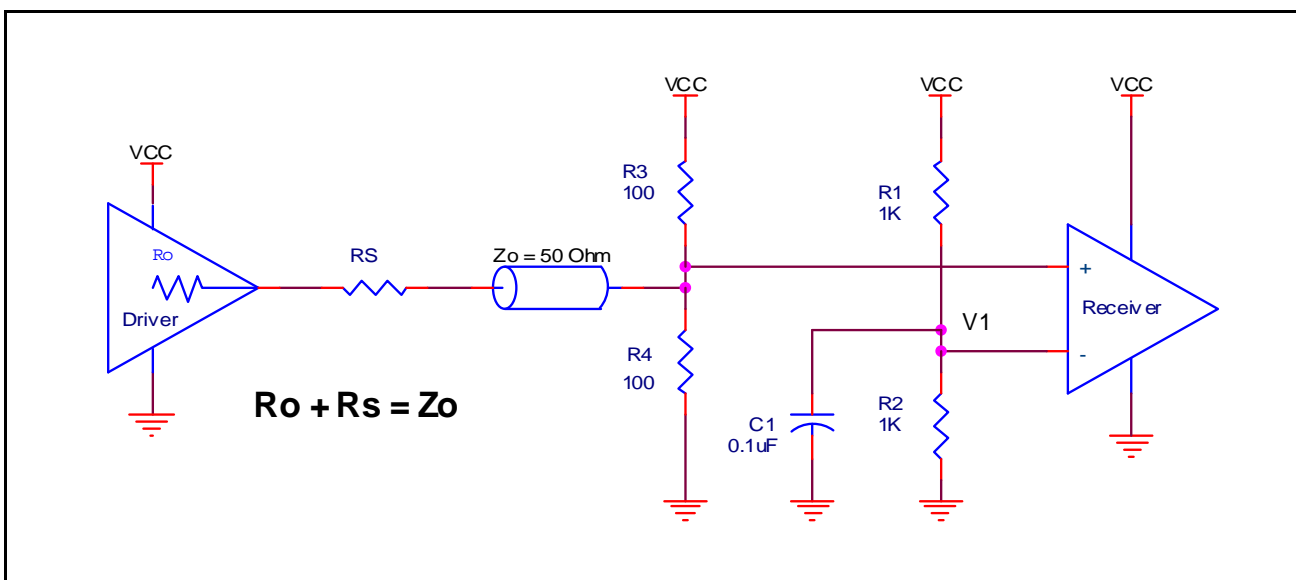 VCC
VCC
VCC
VCC
R3
100
R1
1K
Ro
RS
Zo = 50 Ohm
+
Driver
Receiver
V1
-
R4
100
Ro + Rs = Zo
C1
0.1uF
R2
1K